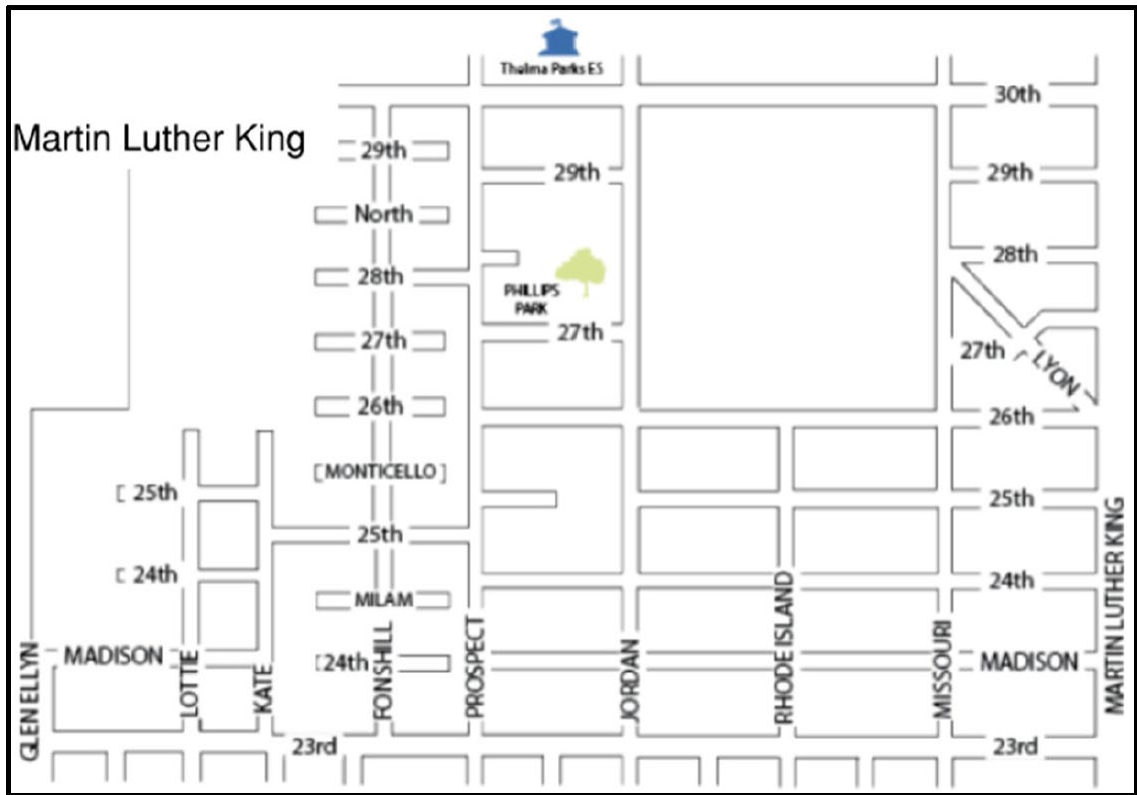 Thelma Parks ES
30th
Martin Luther King
29th
29th
29th
North
28th
28th
PHILLIPS
PARK
27th
27th
27th
LYON
26th
26th
MONTICELLO
25th
25th
25th
24th
24th
MILAM
MADISON
24th
MADISON
GLEN ELLYN
LOTTIE
KATE
FONSHILL
PROSPECT
JORDAN
RHODE ISLAND
MISSOURI
MARTIN LUTHER KING
23rd
23rd